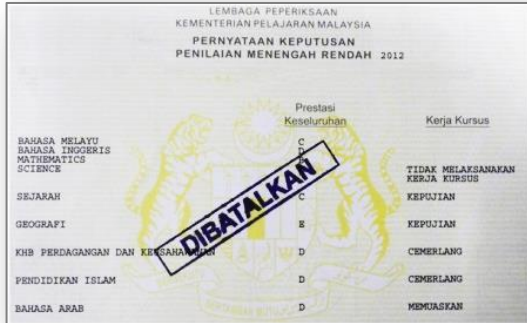 LEMBAGA PEPERIKSAAN
KEMENTERIAN PELAJARAN MALAYSIA
PERNYATAAN KEPUTUSAN
PENILAIAN MENENGAH RENDAH 2012
Prestasi Keseluruhan Kerja Kursus
BAHASA MELAYU C
BAHASA INGGERIS D
MATHEMATICS
SCIENCE TIDAK MELAKSANAKAN KERJA KURSUS
SEJARAH C KEPUJIAN
GEOGRAFI E KEPUJIAN
KHB PERDAGANGAN DAN D CEMERLANG
PENDIDIKAN ISLAM D CEMERLANG
BAHASA ARAB D MEMUASKAN
DIBATALKAN